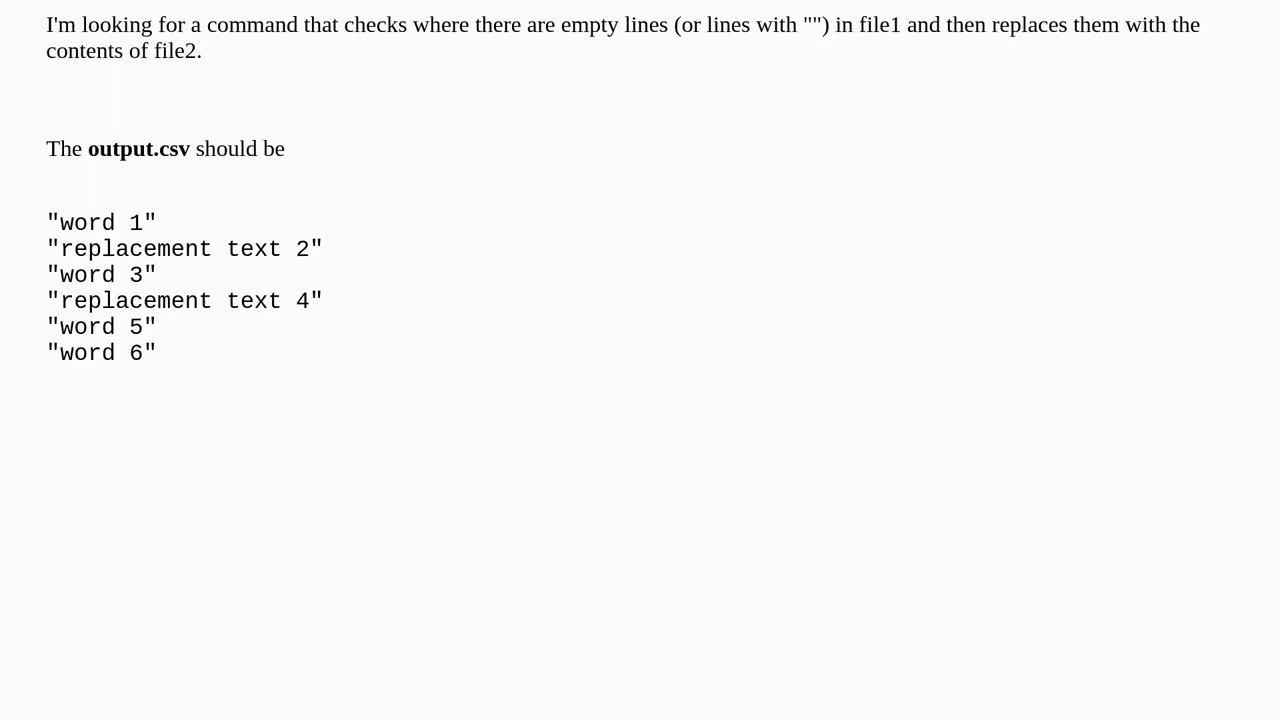 I'm looking for a command that checks where there are empty lines (or lines with "") in file1 and then replaces them with the
contents of file2.
The output.csv should be
"word 1"
"replacement text 2"
"word 3"
"replacement text 4"
"word 5"
"word 6"